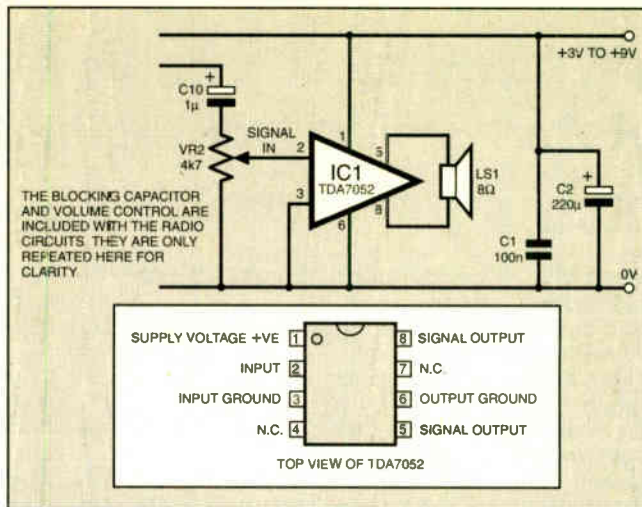 +3V TO +9V
C10
1µ
+
SIGNAL
IN
VR2
4k7
2
1
IC1
TDA7052
3
6
5
8
LS1
8Ω
+
C2
220µ
C1
100n
0V
THE BLOCKING CAPACITOR
AND VOLUME CONTROL ARE
INCLUDED WITH THE RADIO
CIRCUITS. THEY ARE ONLY
REPEATED HERE FOR
CLARITY.
SUPPLY VOLTAGE +VE 1
8 SIGNAL OUTPUT
INPUT 2
7 N.C.
INPUT GROUND 3
6 OUTPUT GROUND
N.C. 4
5 SIGNAL OUTPUT
TOP VIEW OF TDA7052